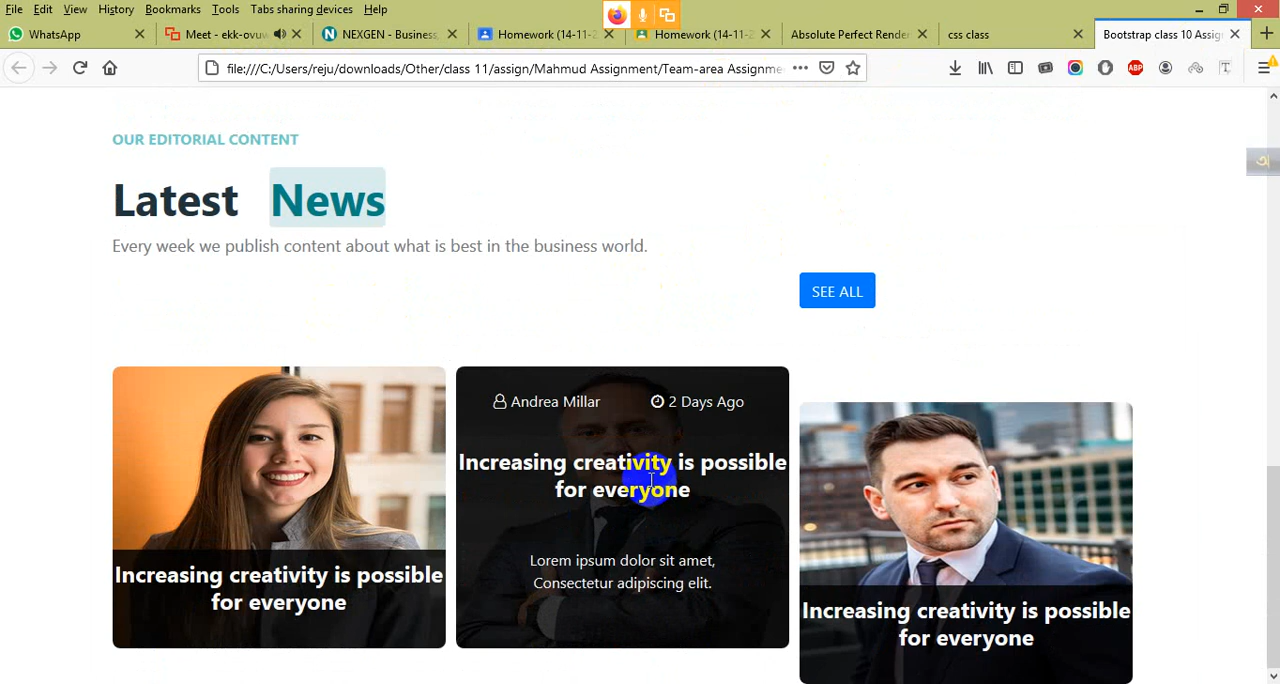 File Edit View History Bookmarks Tools Tabs sharing devices Help
WhatsApp
Meet - ekk-ovuw
NEXGEN - Business,
Homework (14-11-2
Homework (14-11-2
Absolute Perfect Rende
css class
Bootstrap class 10 Assig
file:///C:/Users/reju/downloads/Other/class 11/assign/Mahmud Assignment/Team-area Assignme
ABP
OUR EDITORIAL CONTENT
Latest News
Every week we publish content about what is best in the business world.
SEE ALL
Increasing creativity is possible
for everyone
Andrea Millar
2 Days Ago
Increasing creativity is possible
for everyone
Lorem ipsum dolor sit amet,
Consectetur adipiscing elit.
Increasing creativity is possible
for everyone